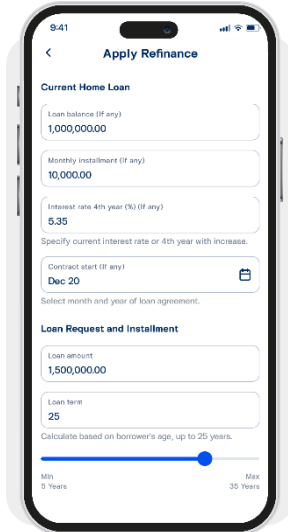 9:41
Apply Refinance
Current Home Loan
Loan balance (If any)
1,000,000.00
Monthly installment (If any)
10,000.00
Interest rate 4th year (%) (If any)
5.35
Specify current interest rate or 4th year with increase.
Contract start (If any)
Dec 20
Select month and year of loan agreement.
Loan Request and Installment
Loan amount
1,500,000.00
Loan term
25
Calculate based on borrower's age, up to 25 years.
Min Max
5 Years 35 Years